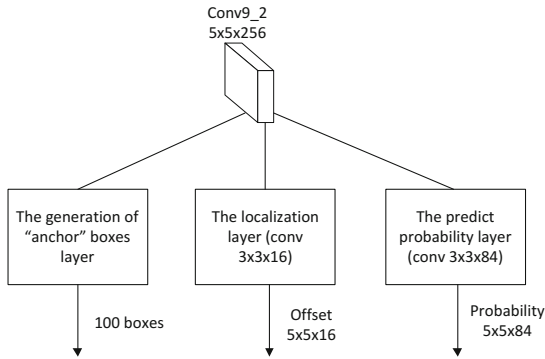 Conv9_2
5x5x256
The generation of
“anchor” boxes
layer
The localization
layer (conv
3x3x16)
The predict
probability layer
(conv 3x3x84)
100 boxes
Offset
5x5x16
Probability
5x5x84